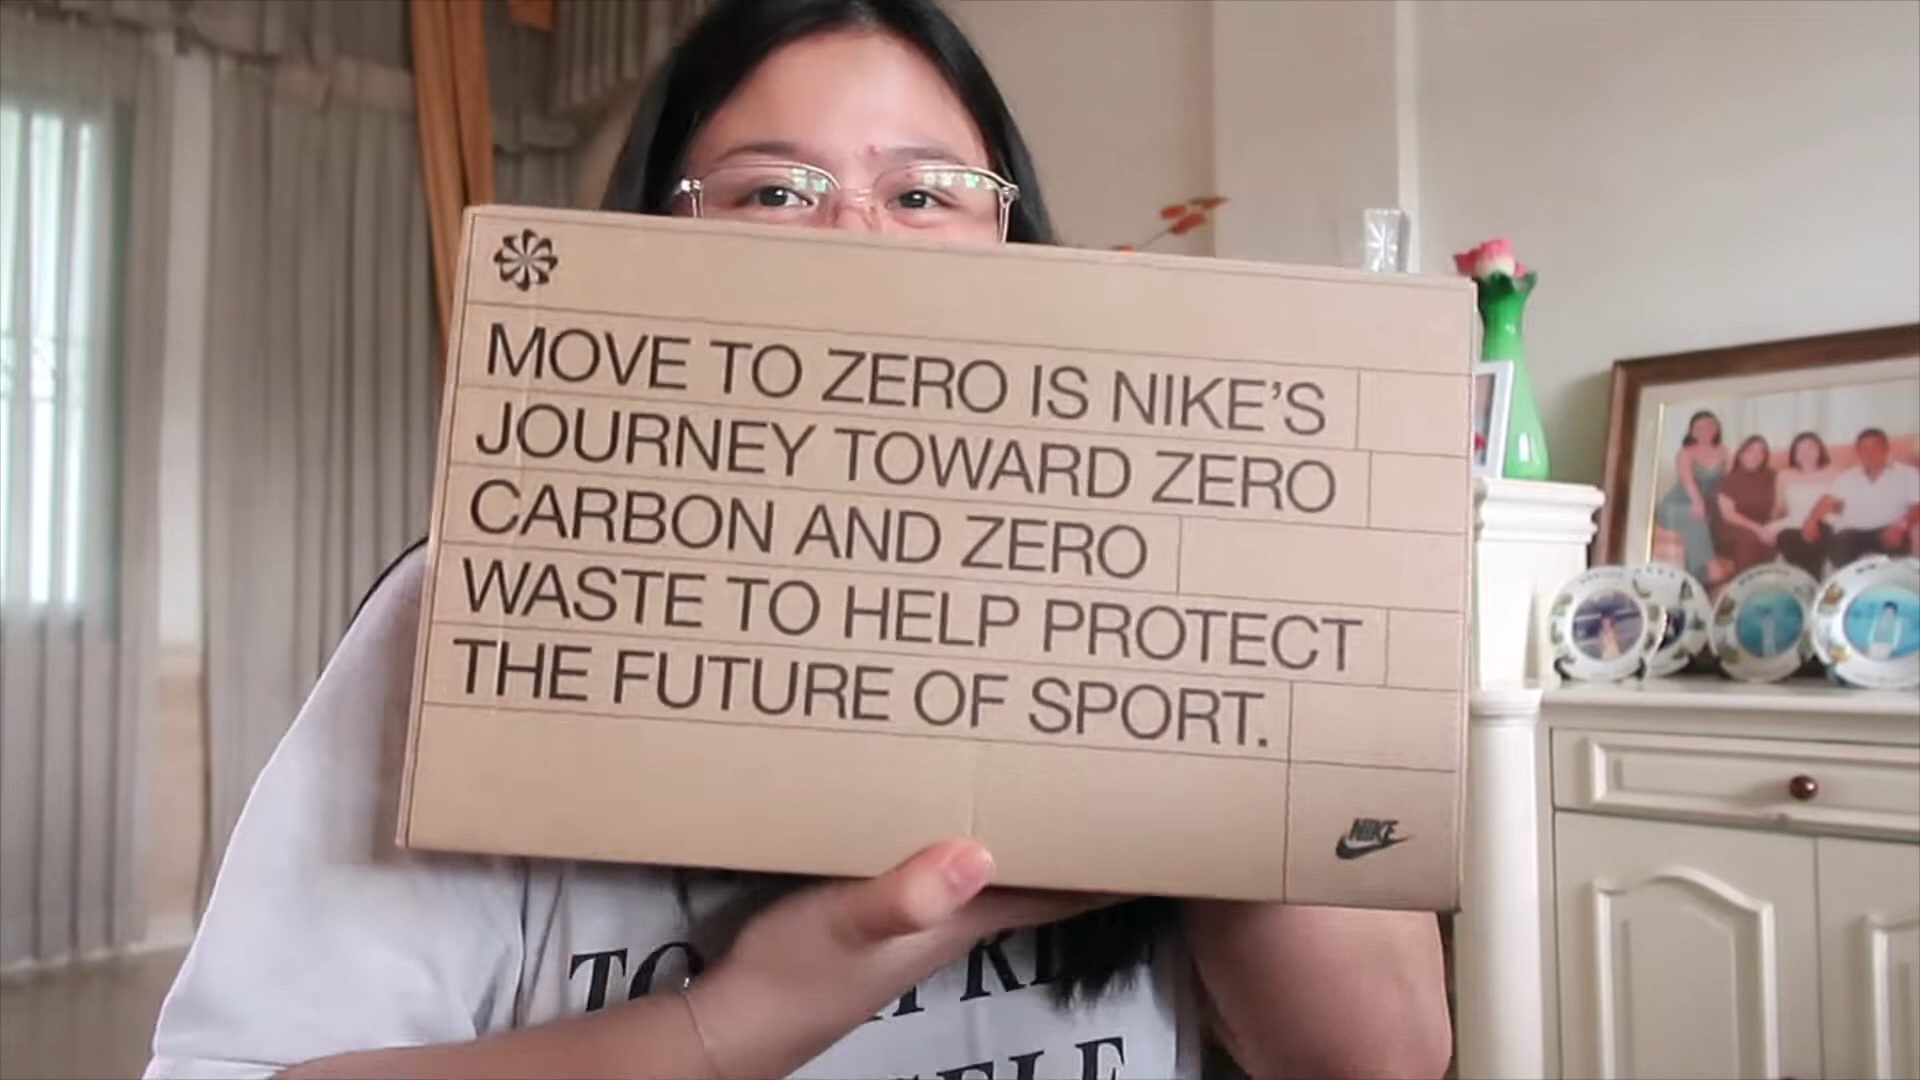 MOVE TO ZERO IS NIKE'S
JOURNEY TOWARD ZERO
CARBON AND ZERO
WASTE TO HELP PROTECT
THE FUTURE OF SPORT.
NIKE